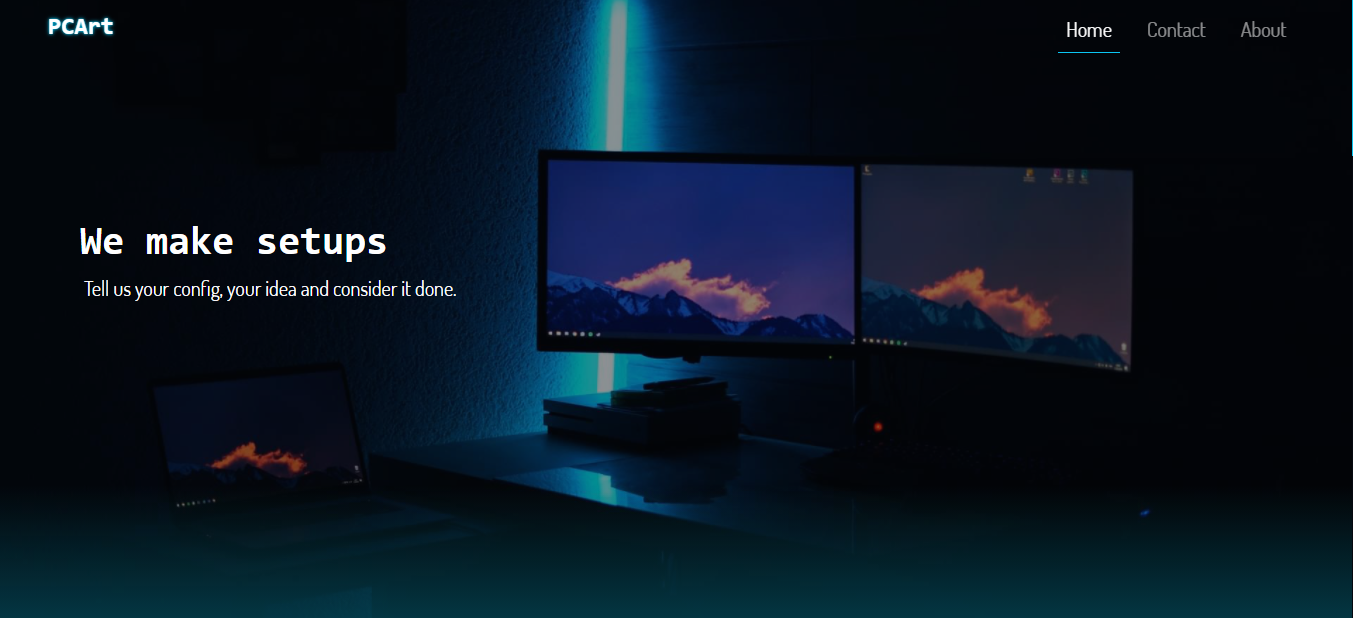 PCArt
Home Contact About
We make setups
Tell us your config, your idea and consider it done.